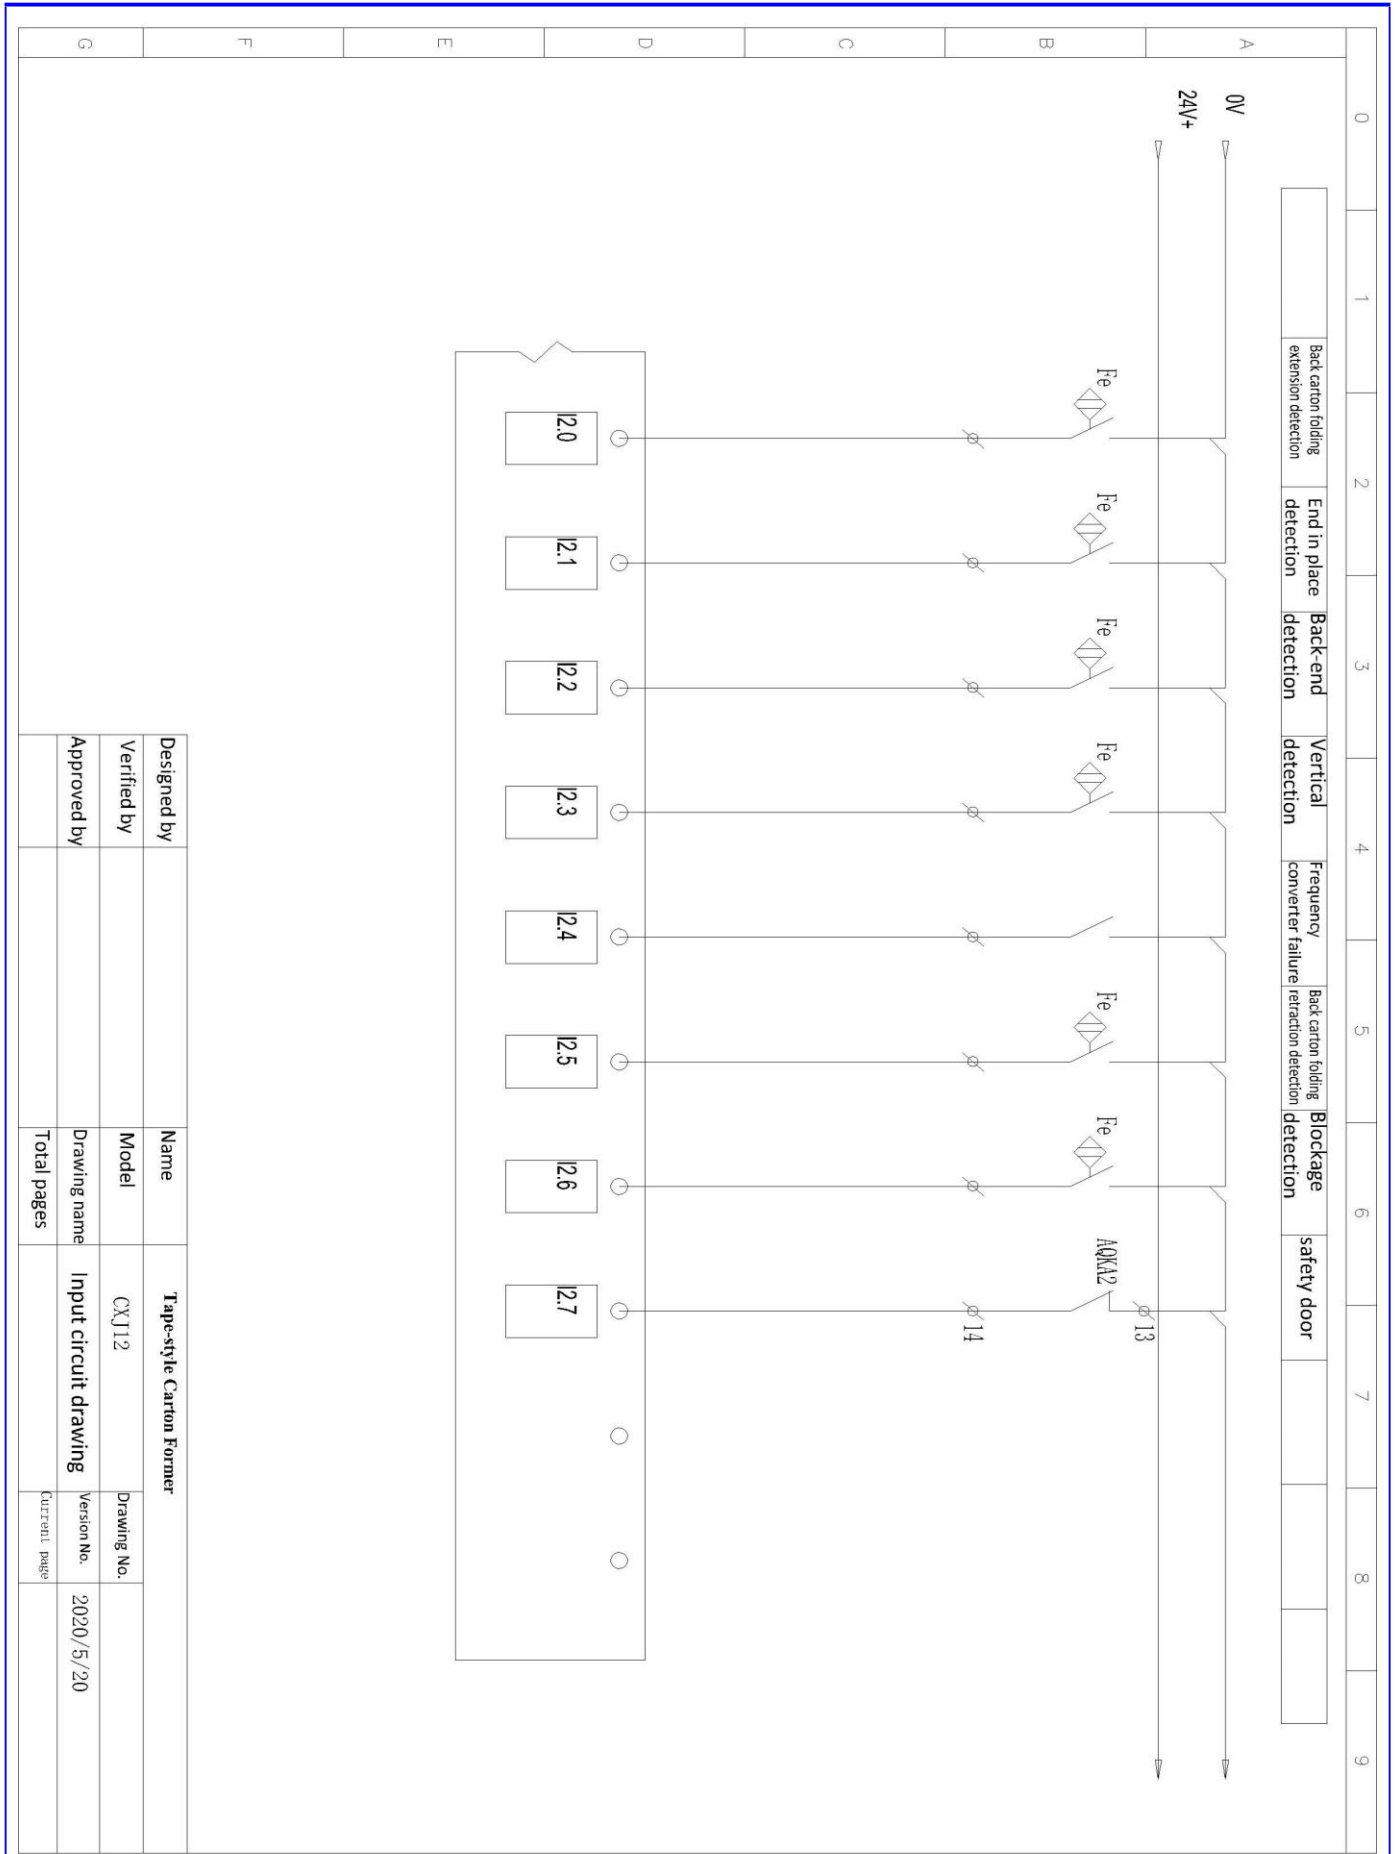 0
1
2
3
4
5
6
7
8
9
A
B
C
D
E
F
G
Back carton folding
extension detection
End in place
detection
Back-end
detection
Vertical
detection
Frequency
converter failure
Back carton folding
retraction detection
Blockage
detection
safety door
0V
24V+
Fe
Fe
Fe
Fe
Fe
Fe
AQKA2
13
14
I2.0
I2.1
I2.2
I2.3
I2.4
I2.5
I2.6
I2.7
Designed by
Name
Tape-style Carton Former
Verified by
Model
CXJ12
Drawing No.
Approved by
Drawing name
Input circuit drawing
Version No.
2020/5/20
Total pages
Current page